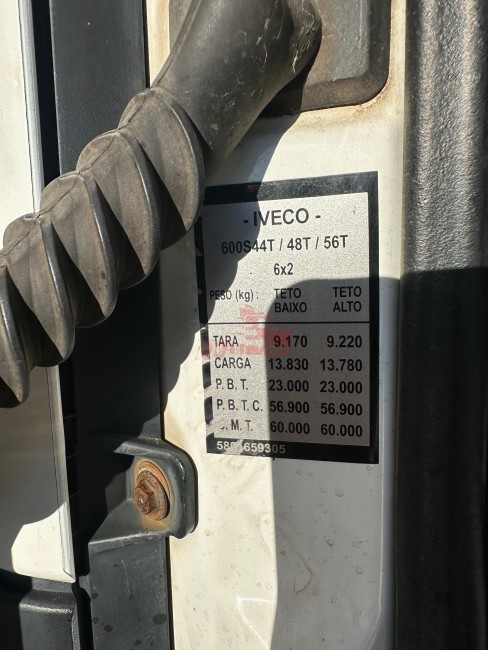 - IVECO -
600S44T / 48T / 56T
6x2
PESO (kg) : TETO BAIXO TETO ALTO
TARA 9.170 9.220
CARGA 13.830 13.780
P. B. T. 23.000 23.000
P. B. T. C. 56.900 56.900
. M. T. 60.000 60.000
659305